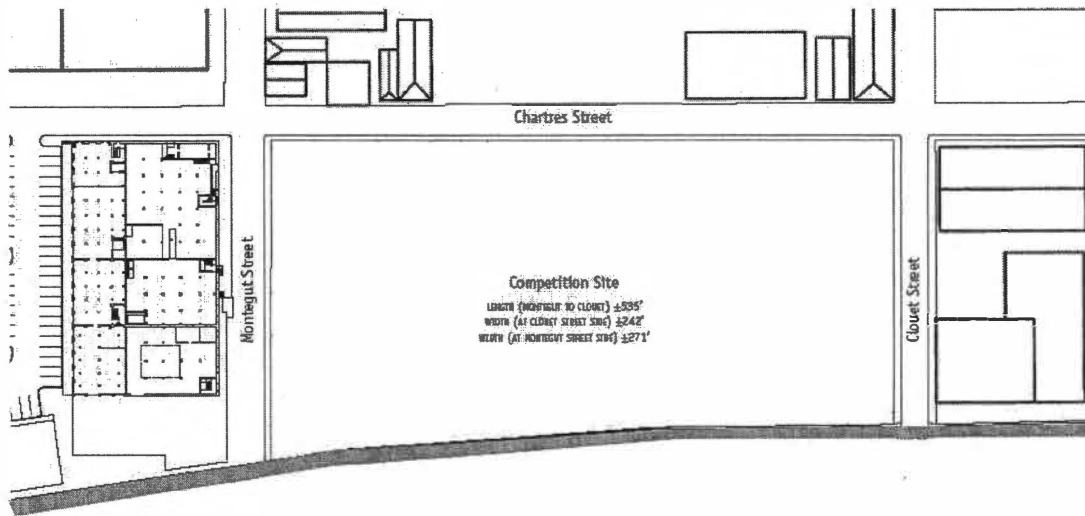 Chartres Street
Montegut Street
Competition Site
LENGTH (MONTEGUT TO CLOUET) ±535'
WIDTH (AT CLOUET STREET SIDE) ±242'
WIDTH (AT MONTEGUT STREET SIDE) ±271'
Clouet Street